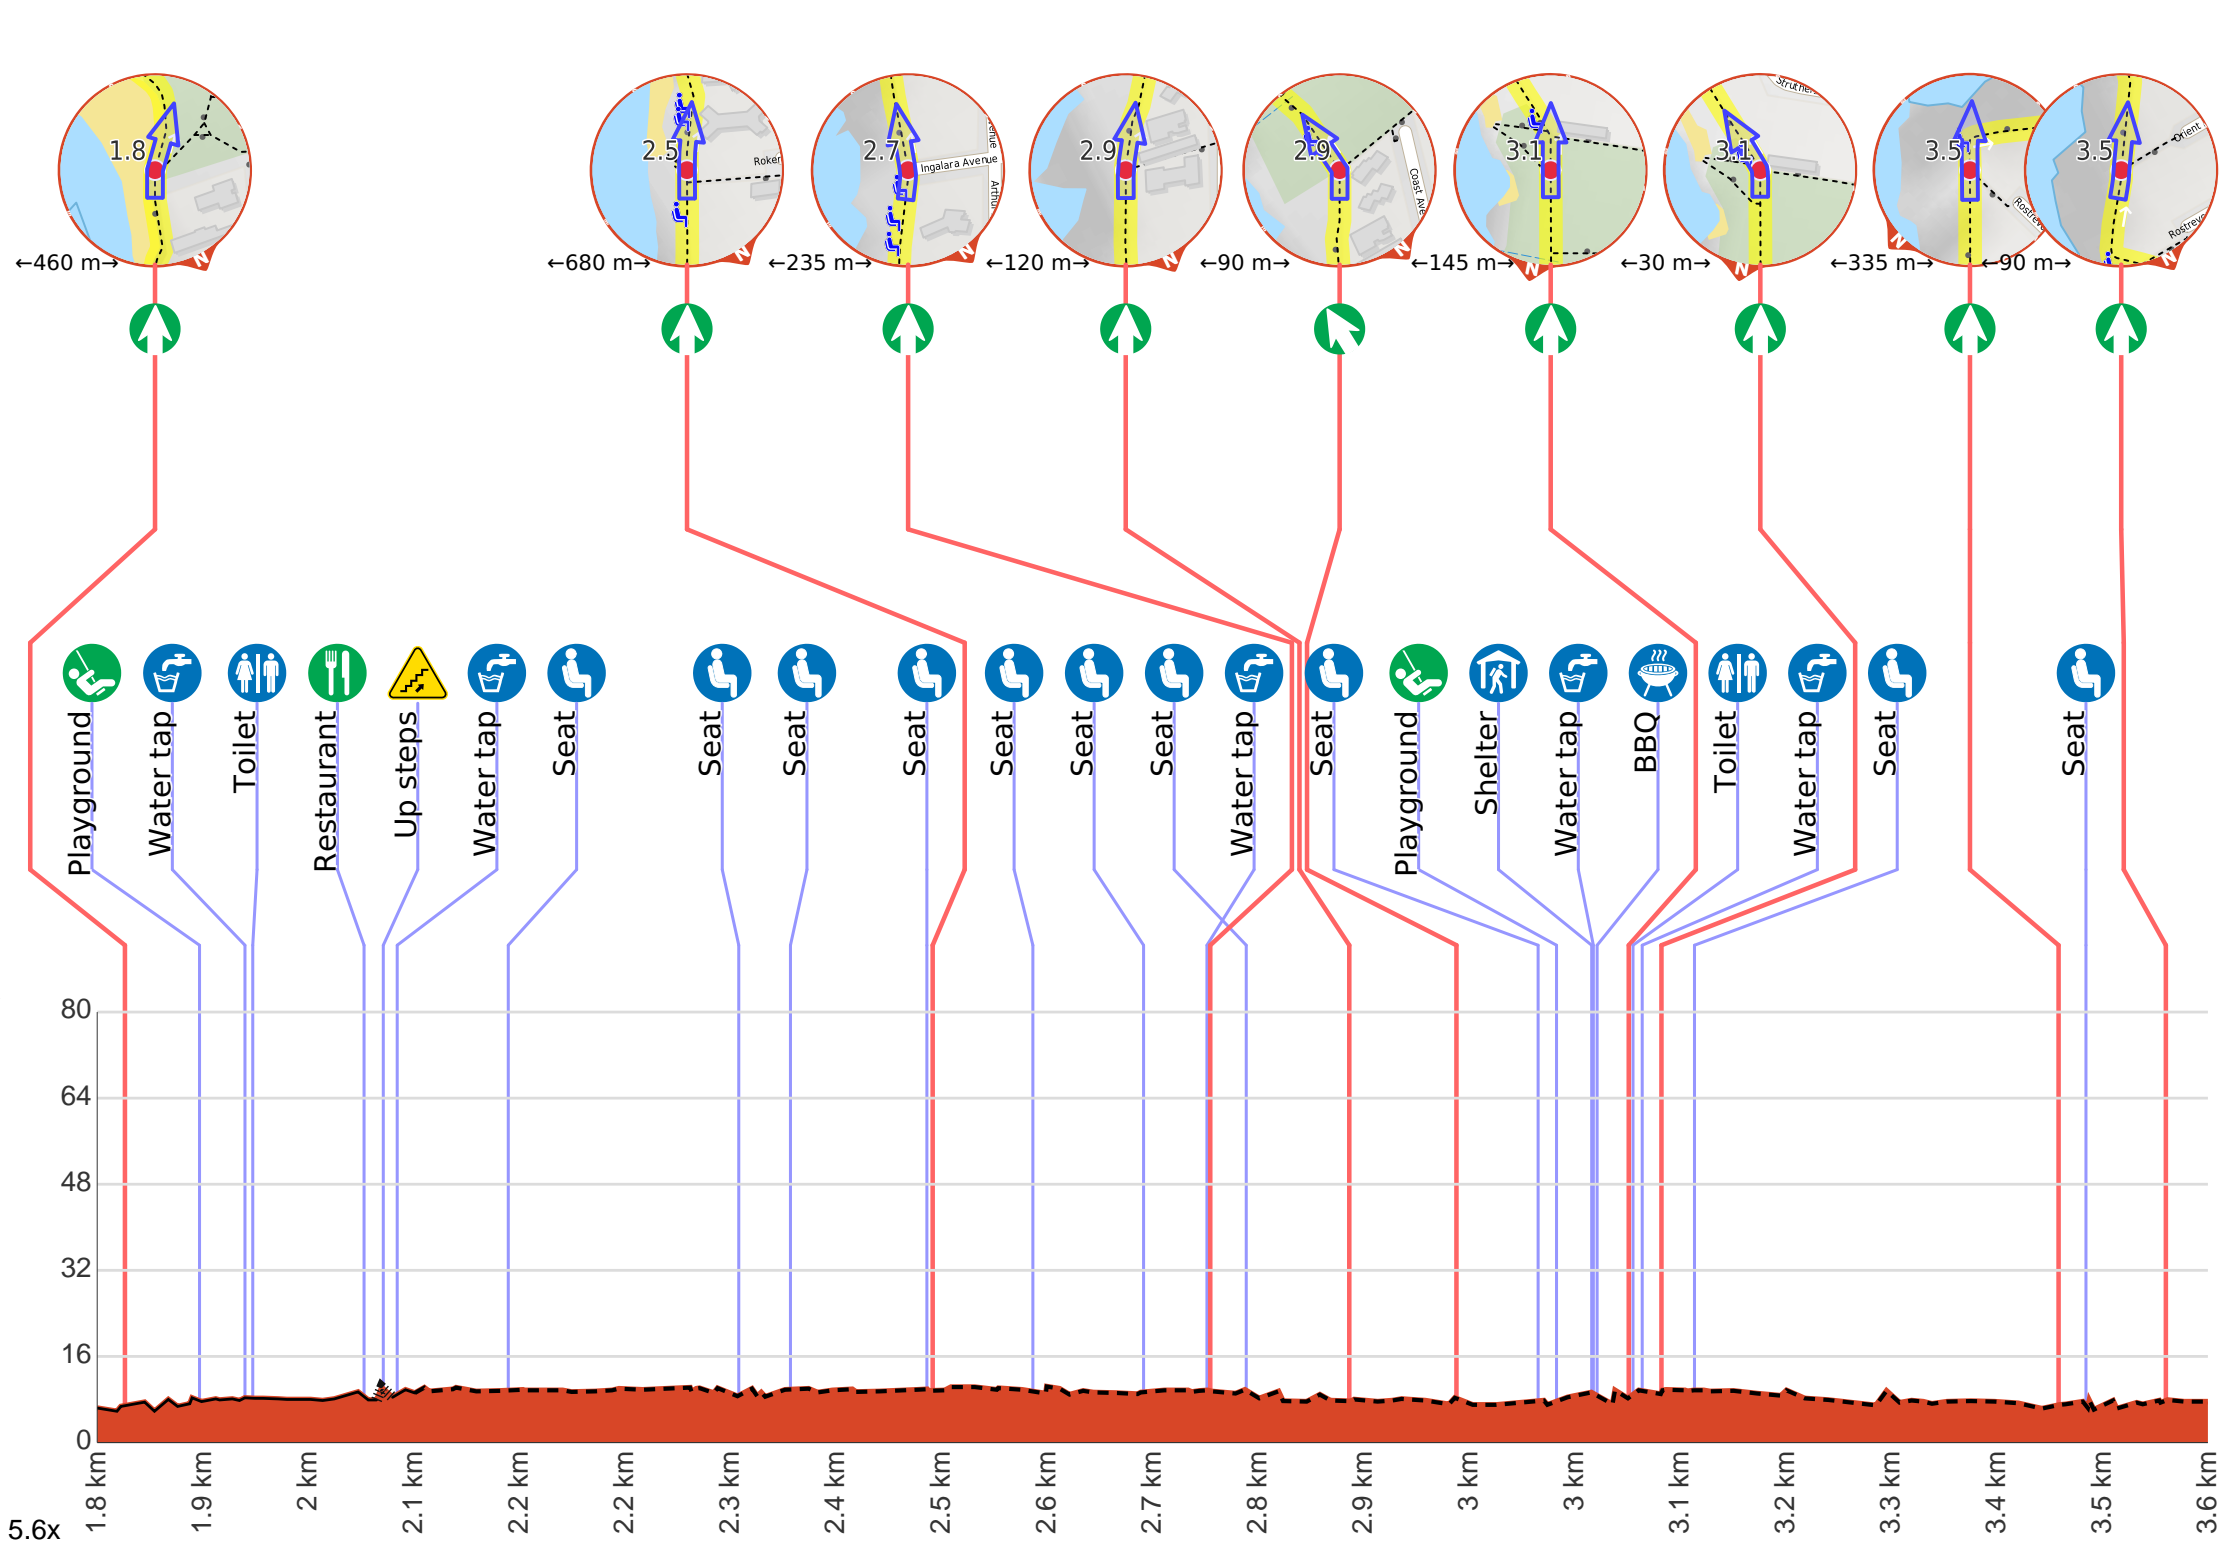 1.8
2.5
2.7
2.9
2.9
3.1
3.1
3.5
3.5
Ingalara Avenue
Coast Ave
Orient
N
N
N
N
N
N
N
N
N
←460 m→
←680 m→
←235 m→
←120 m→
←90 m→
←145 m→
←30 m→
←335 m→
←90 m→
Playground
Water tap
Toilet
Restaurant
Up steps
Water tap
Seat
Seat
Seat
Seat
Seat
Seat
Seat
Water tap
Seat
Playground
Shelter
Water tap
BBQ
Toilet
Water tap
Seat
Seat
80
64
48
32
16
0
1.8 km
1.9 km
2 km
2.1 km
2.2 km
2.2 km
2.3 km
2.4 km
2.5 km
2.6 km
2.7 km
2.8 km
2.9 km
3 km
3 km
3.1 km
3.2 km
3.3 km
3.4 km
3.5 km
3.6 km
5.6x